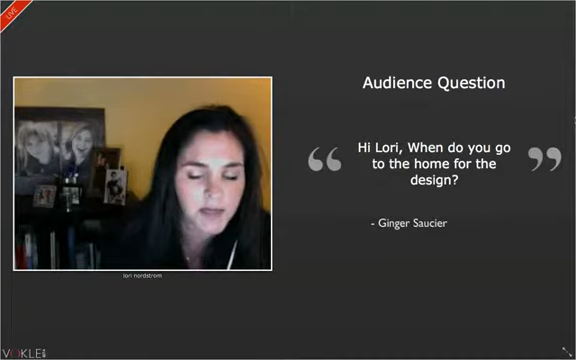 LIVE
Audience Question
“ Hi Lori, When do you go ”
to the home for the
design?
- Ginger Saucier
lori nordstrom
VOKLE